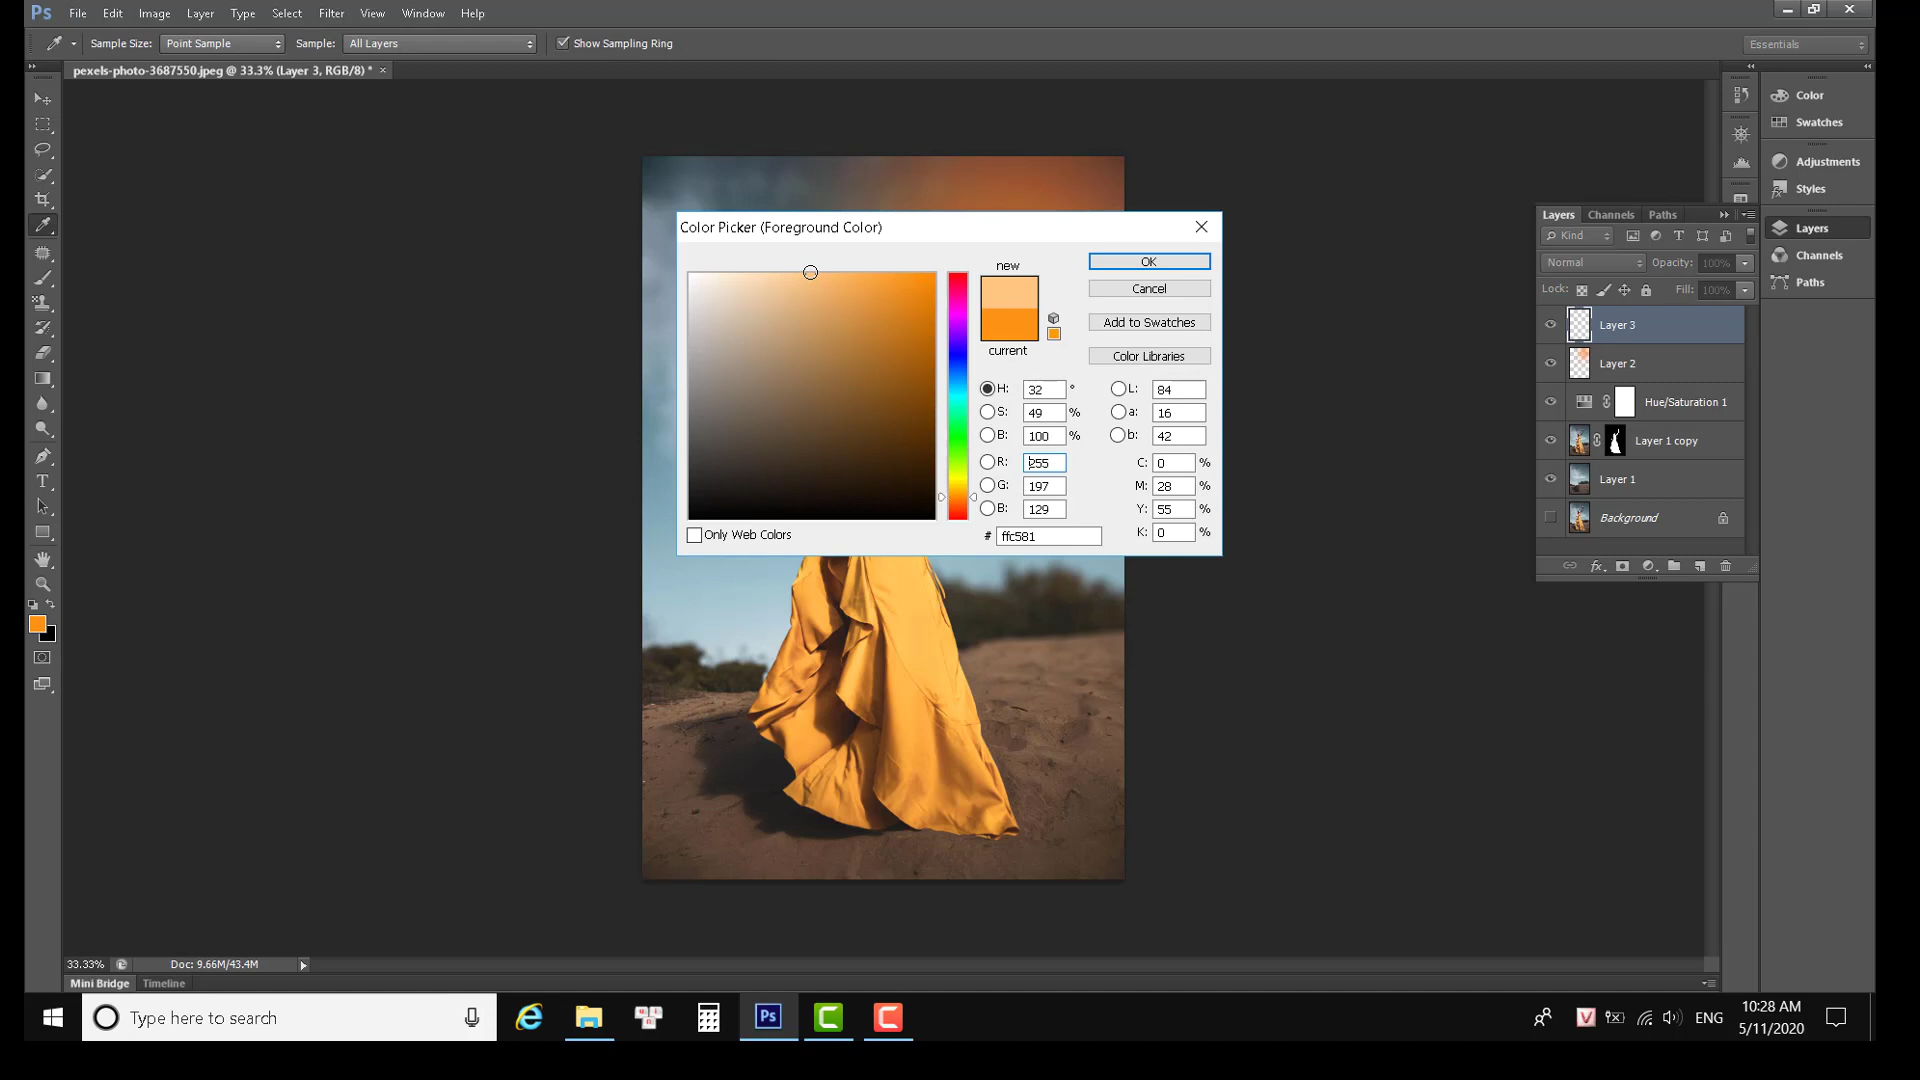 Ps File Edit Image Layer Type Select Filter View Window Help
Sample Size: Point Sample Sample: All Layers Show Sampling Ring Essentials
pexels-photo-3687550.jpeg @ 33.3% (Layer 3, RGB/8) * ×
Color
Swatches
Adjustments
Styles
Layers
Channels
Paths
Layers Channels Paths
Kind
Normal Opacity: 100%
Lock: Fill: 100%
Layer 3
Layer 2
Hue/Saturation 1
Layer 1 copy
Layer 1
Background
Color Picker (Foreground Color)
new
current
OK
Cancel
Add to Swatches
Color Libraries
H: 32 ° L: 84
S: 49 % a: 16
B: 100 % b: 42
R: 255 C: 0 %
G: 197 M: 28 %
B: 129 Y: 55 %
# ffc581 K: 0 %
Only Web Colors
33.33% Doc: 9.66M/43.4M
Mini Bridge Timeline
Type here to search
Ps
ENG
10:28 AM
5/11/2020